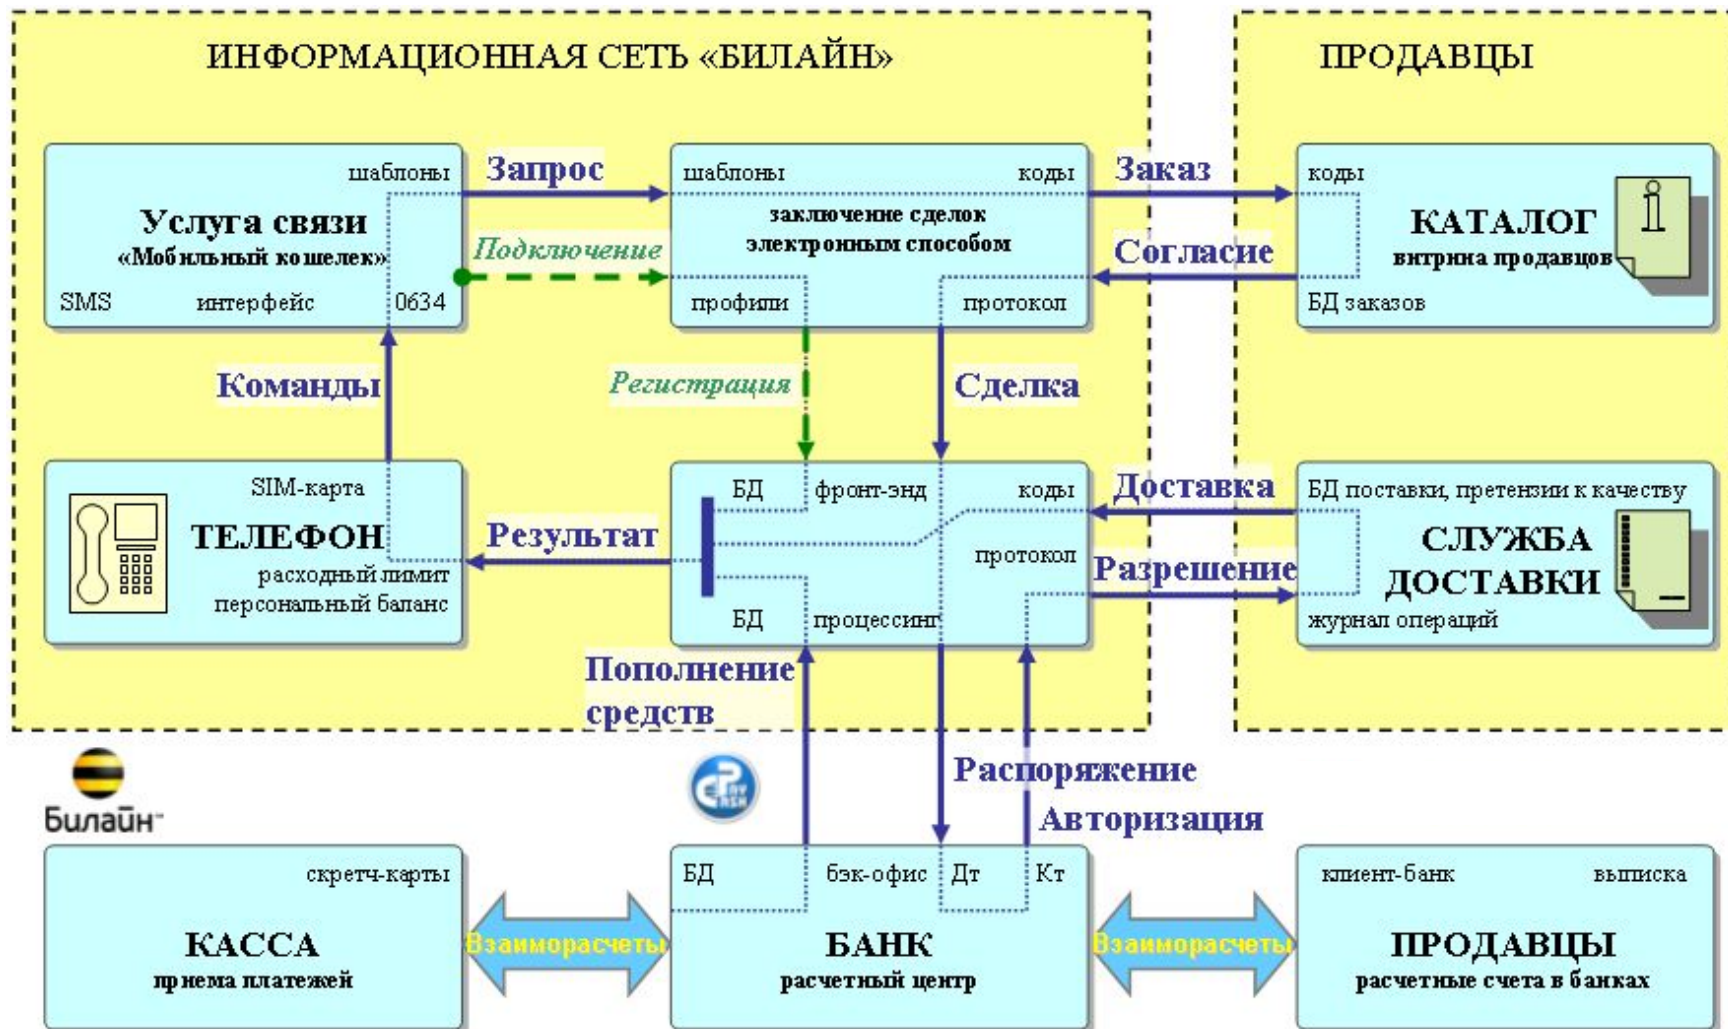 ИНФОРМАЦИОННАЯ СЕТЬ «БИЛАЙН»
ПРОДАВЦЫ
шаблоны
Услуга связи
«Мобильный кошелек»
SMS интерфейс 0634
Запрос
Подключение
шаблоны коды
заключение сделок
электронным способом
профили протокол
Заказ
Согласие
коды
КАТАЛОГ
витрина продавцов
БД заказов
Команды
Регистрация
Сделка
SIM-карта
ТЕЛЕФОН
расходный лимит
персональный баланс
Результат
БД фронт-энд коды
протокол
БД процессинг
Доставка
Разрешение
БД поставки, претензии к качеству
СЛУЖБА
ДОСТАВКИ
журнал операций
Пополнение
средств
Распоряжение
Авторизация
Билайн™
скретч-карты
КАССА
приема платежей
Взаиморасчеты
БД бэк-офис Дт Кт
БАНК
расчетный центр
Взаиморасчеты
клиент-банк выписка
ПРОДАВЦЫ
расчетные счета в банках